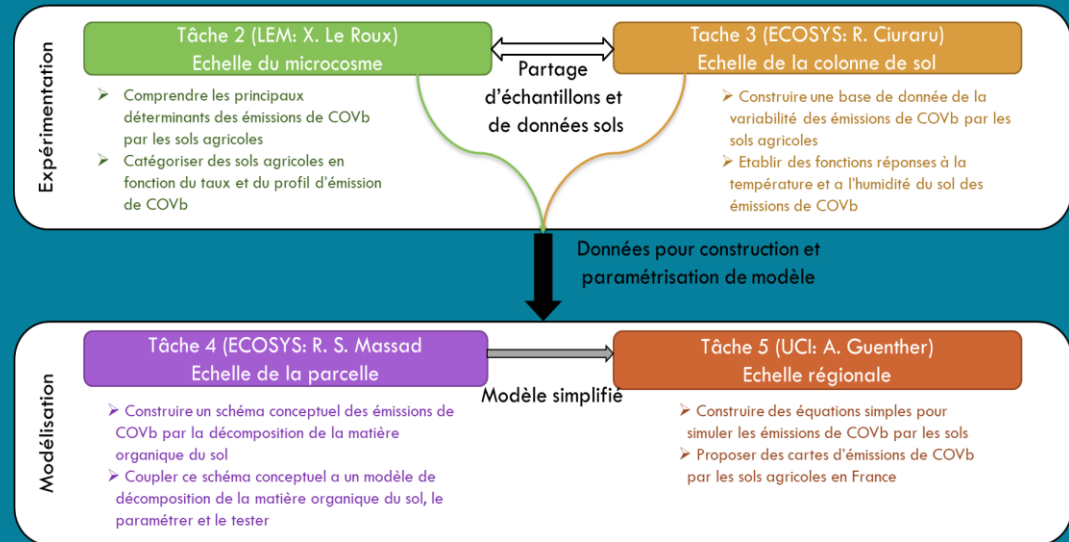 Expérimentation
Tâche 2 (LEM: X. Le Roux)
Echelle du microcosme
➢ Comprendre les principaux
déterminants des émissions de COVb
par les sols agricoles
➢ Catégoriser des sols agricoles en
fonction du taux et du profil d'émission
de COVb
Partage
d'échantillons et
de données sols
Tache 3 (ECOSYS: R. Ciuraru)
Echelle de la colonne de sol
➢ Construire une base de donnée de la
variabilité des émissions de COVb par les
sols agricoles
➢ Etablir des fonctions réponses à la
température et a l'humidité du sol des
émissions de COVb
Données pour construction et
paramétrisation de modèle
Modélisation
Tâche 4 (ECOSYS: R. S. Massad
Echelle de la parcelle
➢ Construire un schéma conceptuel des émissions de
COVb par la décomposition de la matière
organique du sol
➢ Coupler ce schéma conceptuel a un modèle de
décomposition de la matière organique du sol, le
paramétrer et le tester
Modèle simplifié
Tâche 5 (UCI: A. Guenther)
Echelle régionale
➢ Construire des équations simples pour
simuler les émissions de COVb par les sols
➢ Proposer des cartes d'émissions de COVb
par les sols agricoles en France